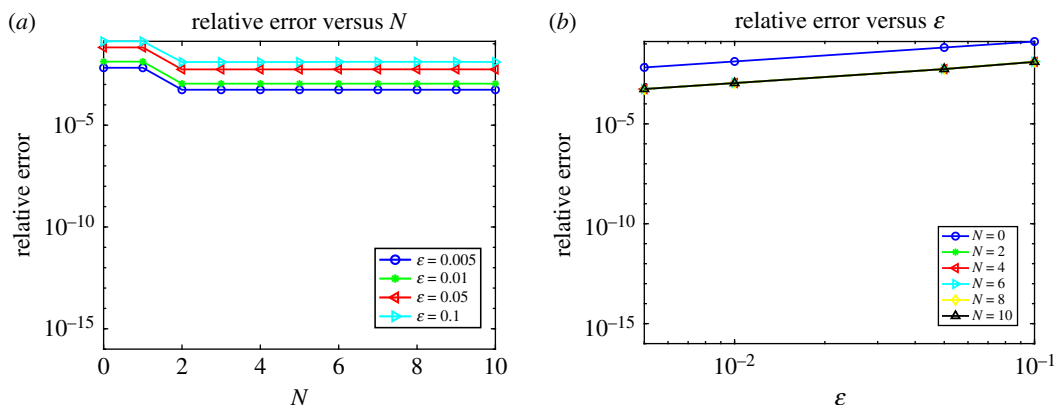 (a)
relative error versus N
relative error
10⁻⁵
10⁻¹⁰
10⁻¹⁵
0
2
4
6
8
10
N
ε = 0.005
ε = 0.01
ε = 0.05
ε = 0.1
(b)
relative error versus ε
relative error
10⁻⁵
10⁻¹⁰
10⁻¹⁵
10⁻²
10⁻¹
ε
N = 0
N = 2
N = 4
N = 6
N = 8
N = 10